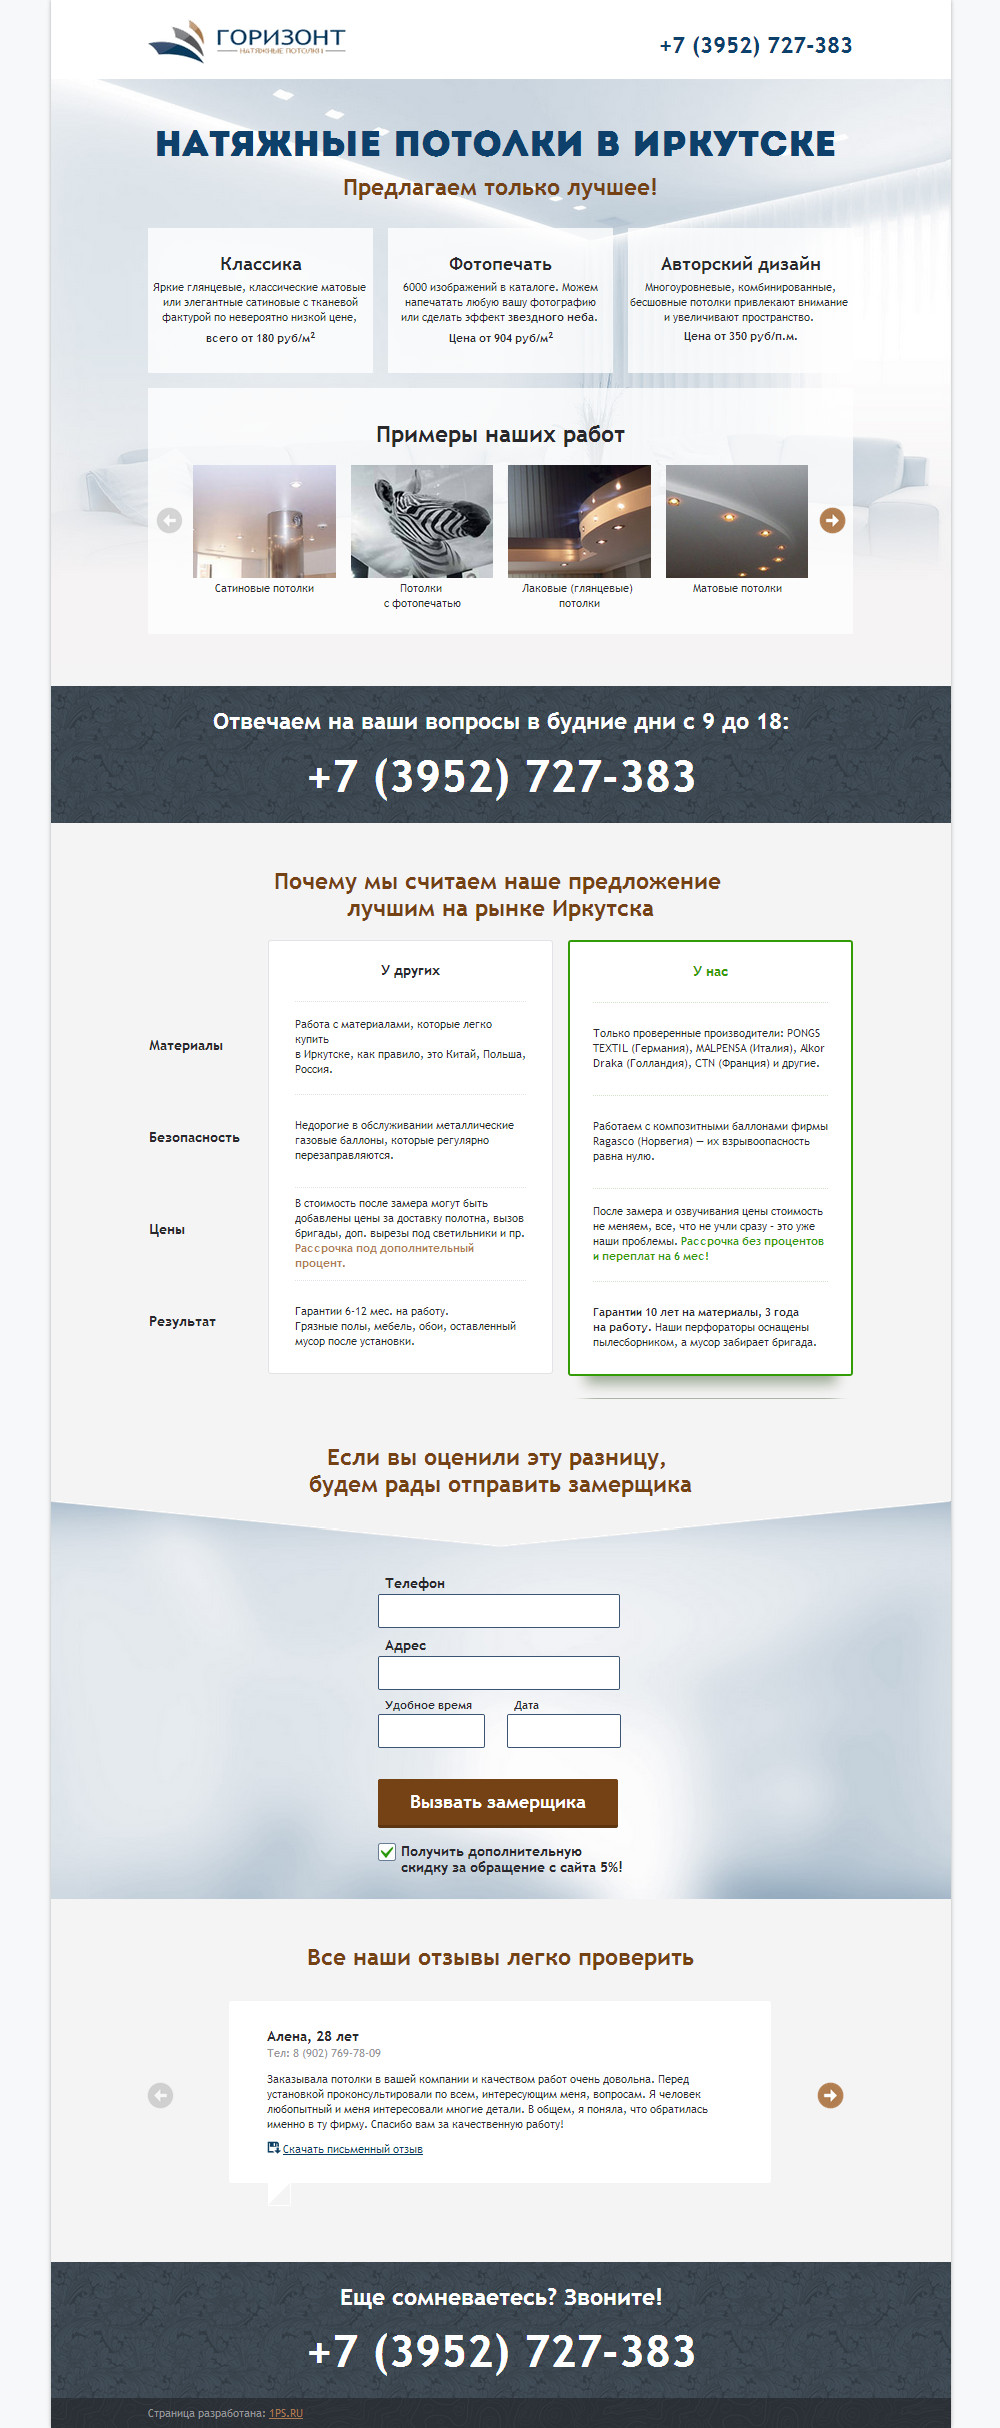 ГОРИЗОНТ
НАТЯЖНЫЕ ПОТОЛКИ
+7 (3952) 727-383
НАТЯЖНЫЕ ПОТОЛКИ В ИРКУТСКЕ
Предлагаем только лучшее!
Классика
Яркие глянцевые, классические матовые
или элегантные сатиновые с тканевой
фактурой по невероятно низкой цене,
всего от 180 руб/м²
Фотопечать
6000 изображений в каталоге. Можем
напечатать любую вашу фотографию
или сделать эффект звездного неба.
Цена от 904 руб/м²
Авторский дизайн
Многоуровневые, комбинированные,
бесшовные потолки привлекают внимание
и увеличивают пространство.
Цена от 350 руб/п.м.
Примеры наших работ
Сатиновые потолки
Потолки
с фотопечатью
Лаковые (глянцевые)
потолки
Матовые потолки
Отвечаем на ваши вопросы в будние дни с 9 до 18:
+7 (3952) 727-383
Почему мы считаем наше предложение
лучшим на рынке Иркутска
У других
У нас
Материалы
Работа с материалами, которые легко
купить
в Иркутске, как правило, это Китай, Польша,
Россия.
Только проверенные производители: PONGS
TEXTIL (Германия), MALPENSA (Италия), Alkor
Draka (Голландия), CTN (Франция) и другие.
Безопасность
Недорогие в обслуживании металлические
газовые баллоны, которые регулярно
перезаправляются.
Работаем с композитными баллонами фирмы
Ragasco (Норвегия) — их взрывоопасность
равна нулю.
Цены
В стоимость после замера могут быть
добавлены цены за доставку полотна, вызов
бригады, доп. вырезы под светильники и пр.
Рассрочка под дополнительный
процент.
После замера и озвучивания цены стоимость
не меняем, все, что не учли сразу - это уже
наши проблемы. Рассрочка без процентов
и переплат на 6 мес!
Результат
Гарантии 6-12 мес. на работу.
Грязные полы, мебель, обои, оставленный
мусор после установки.
Гарантии 10 лет на материалы, 3 года
на работу. Наши перфораторы оснащены
пылесборником, а мусор забирает бригада.
Если вы оценили эту разницу,
будем рады отправить замерщика
Телефон
Адрес
Удобное время
Дата
Вызвать замерщика
Получить дополнительную
скидку за обращение с сайта 5%!
Все наши отзывы легко проверить
Алена, 28 лет
Тел: 8 (902) 769-78-09
Заказывала потолки в вашей компании и качеством работ очень довольна. Перед
установкой проконсультировали по всем, интересующим меня, вопросам. Я человек
любопытный и меня интересовали многие детали. В общем, я поняла, что обратилась
именно в ту фирму. Спасибо вам за качественную работу!
Скачать письменный отзыв
Еще сомневаетесь? Звоните!
+7 (3952) 727-383
Страница разработана: 1PS.RU